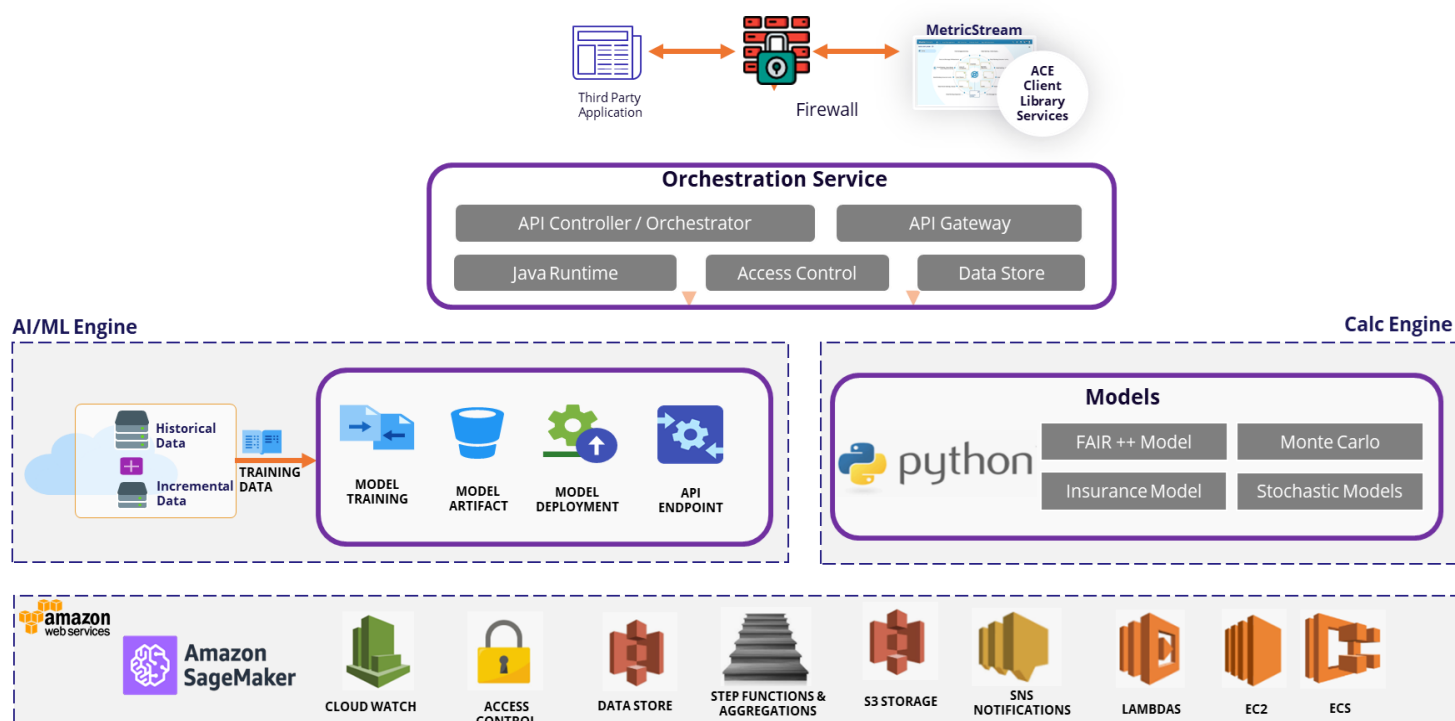 MetricStream
ACE
Client
Library
Services
Third Party
Application
Firewall
Orchestration Service
API Controller / Orchestrator
API Gateway
Java Runtime
Access Control
Data Store
AI/ML Engine
Calc Engine
Historical
Data
Incremental
Data
TRAINING
DATA
MODEL
TRAINING
MODEL
ARTIFACT
MODEL
DEPLOYMENT
API
ENDPOINT
Models
python
FAIR ++ Model
Monte Carlo
Insurance Model
Stochastic Models
amazon
web services
Amazon
SageMaker
CLOUD WATCH
ACCESS
CONTROL
DATA STORE
STEP FUNCTIONS &
AGGREGATIONS
S3 STORAGE
SNS
NOTIFICATIONS
LAMBDAS
EC2
ECS